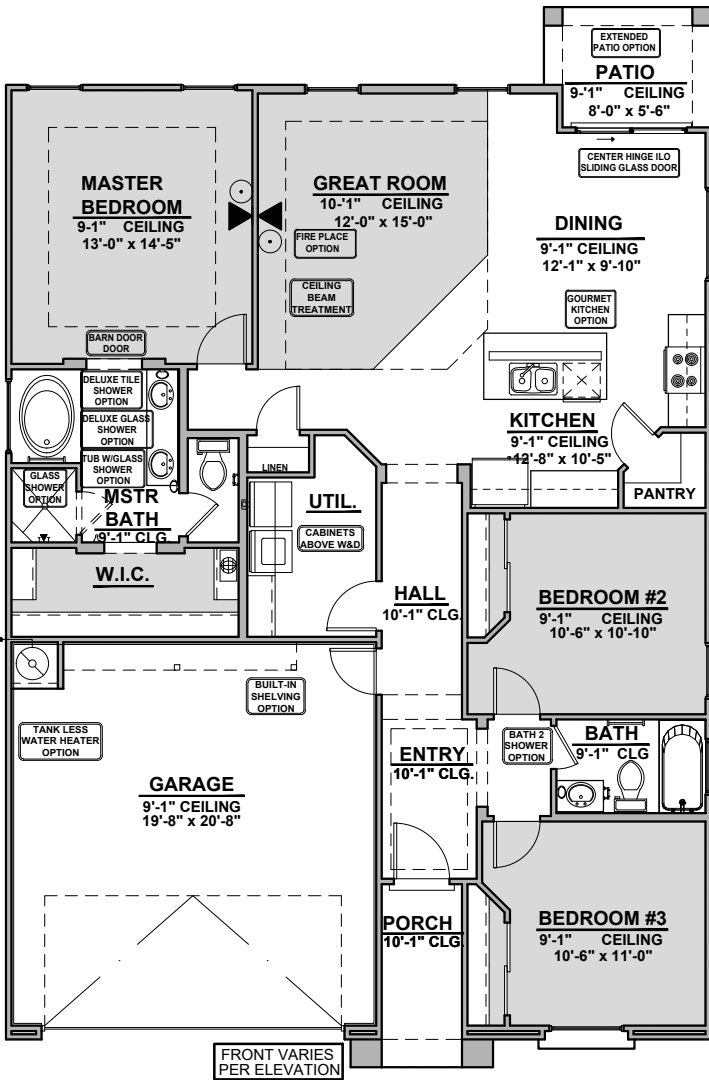 EXTENDED
PATIO OPTION
PATIO
9-'1" CEILING
8'-0" x 5'-6"
CENTER HINGE ILO
SLIDING GLASS DOOR
MASTER
BEDROOM
9-1" CEILING
13'-0" x 14'-5"
GREAT ROOM
10-'1" CEILING
12'-0" x 15'-0"
FIRE PLACE
OPTION
CEILING
BEAM
TREATMENT
DINING
9'-1" CEILING
12'-1" x 9'-10"
GOURMET
KITCHEN
OPTION
BARN DOOR
DOOR
DELUXE TILE
SHOWER
OPTION
DELUXE GLASS
SHOWER
OPTION
TUB W/GLASS
SHOWER
OPTION
GLASS
SHOWER
OPTION
MSTR
BATH
9'-1" CLG.
LINEN
KITCHEN
9'-1" CEILING
12'-8" x 10'-5"
PANTRY
UTIL.
CABINETS
ABOVE W&D
W.I.C.
HALL
10'-1" CLG.
BEDROOM #2
9'-1" CEILING
10'-6" x 10'-10"
BUILT-IN
SHELVING
OPTION
TANK LESS
WATER HEATER
OPTION
ENTRY
10'-1" CLG.
BATH 2
SHOWER
OPTION
BATH
9'-1" CLG
GARAGE
9'-1" CEILING
19'-8" x 20'-8"
PORCH
10'-1" CLG.
BEDROOM #3
9'-1" CEILING
10'-6" x 11'-0"
FRONT VARIES
PER ELEVATION